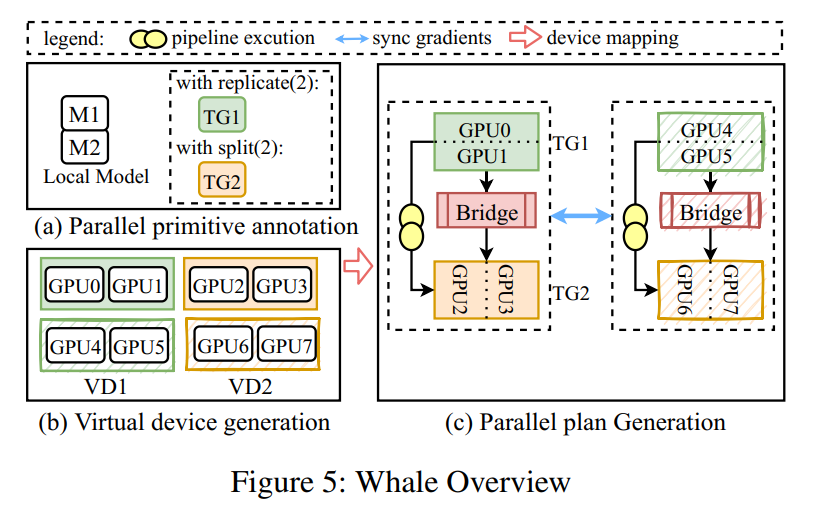 legend: pipeline excution sync gradients device mapping
M1
M2
Local Model
with replicate(2):
TG1
with split(2):
TG2
(a) Parallel primitive annotation
GPU0 GPU1 GPU2 GPU3
GPU4 GPU5 GPU6 GPU7
VD1 VD2
(b) Virtual device generation
GPU0
GPU1
TG1
Bridge
GPU2
GPU3
TG2
GPU4
GPU5
Bridge
GPU6
GPU7
(c) Parallel plan Generation
Figure 5: Whale Overview